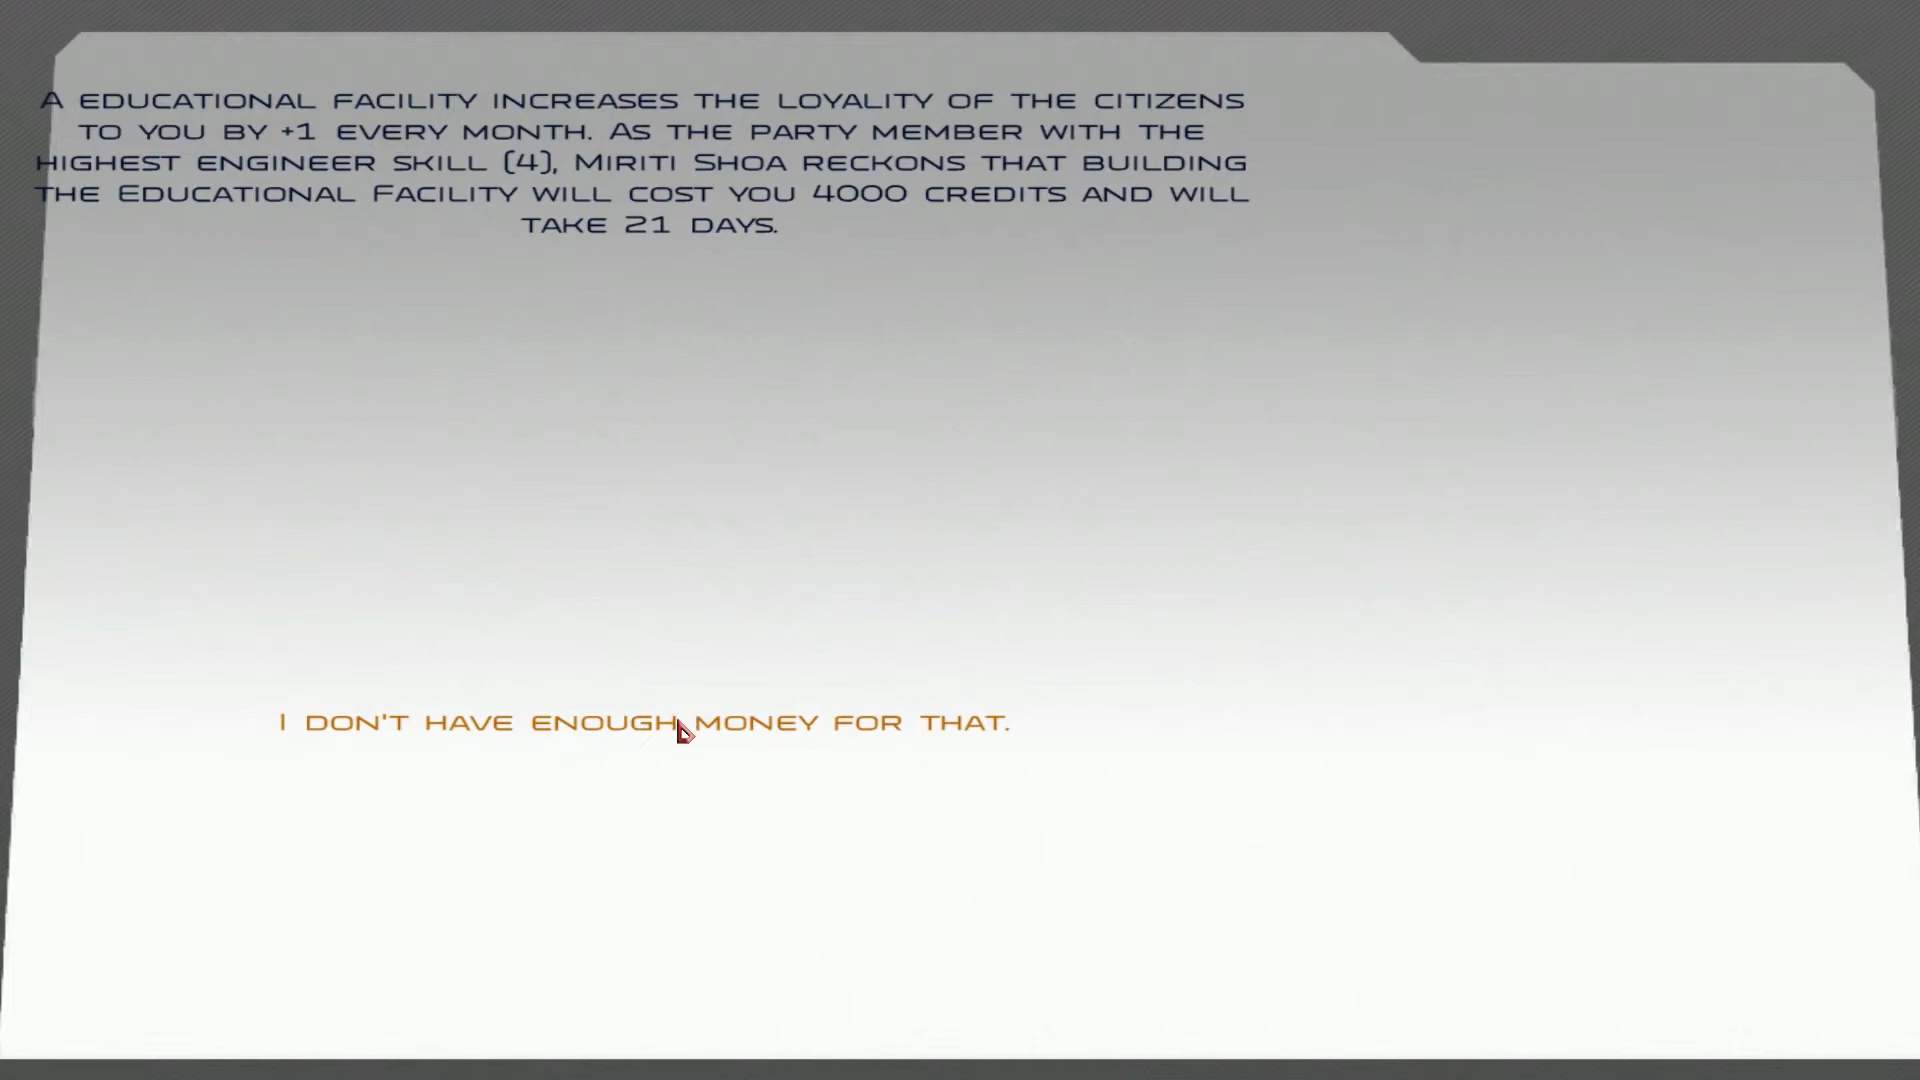 A EDUCATIONAL FACILITY INCREASES THE LOYALITY OF THE CITIZENS
TO YOU BY +1 EVERY MONTH. AS THE PARTY MEMBER WITH THE
HIGHEST ENGINEER SKILL (4), MIRITI SHOA RECKONS THAT BUILDING
THE EDUCATIONAL FACILITY WILL COST YOU 4000 CREDITS AND WILL
TAKE 21 DAYS.
I DON'T HAVE ENOUGH MONEY FOR THAT.